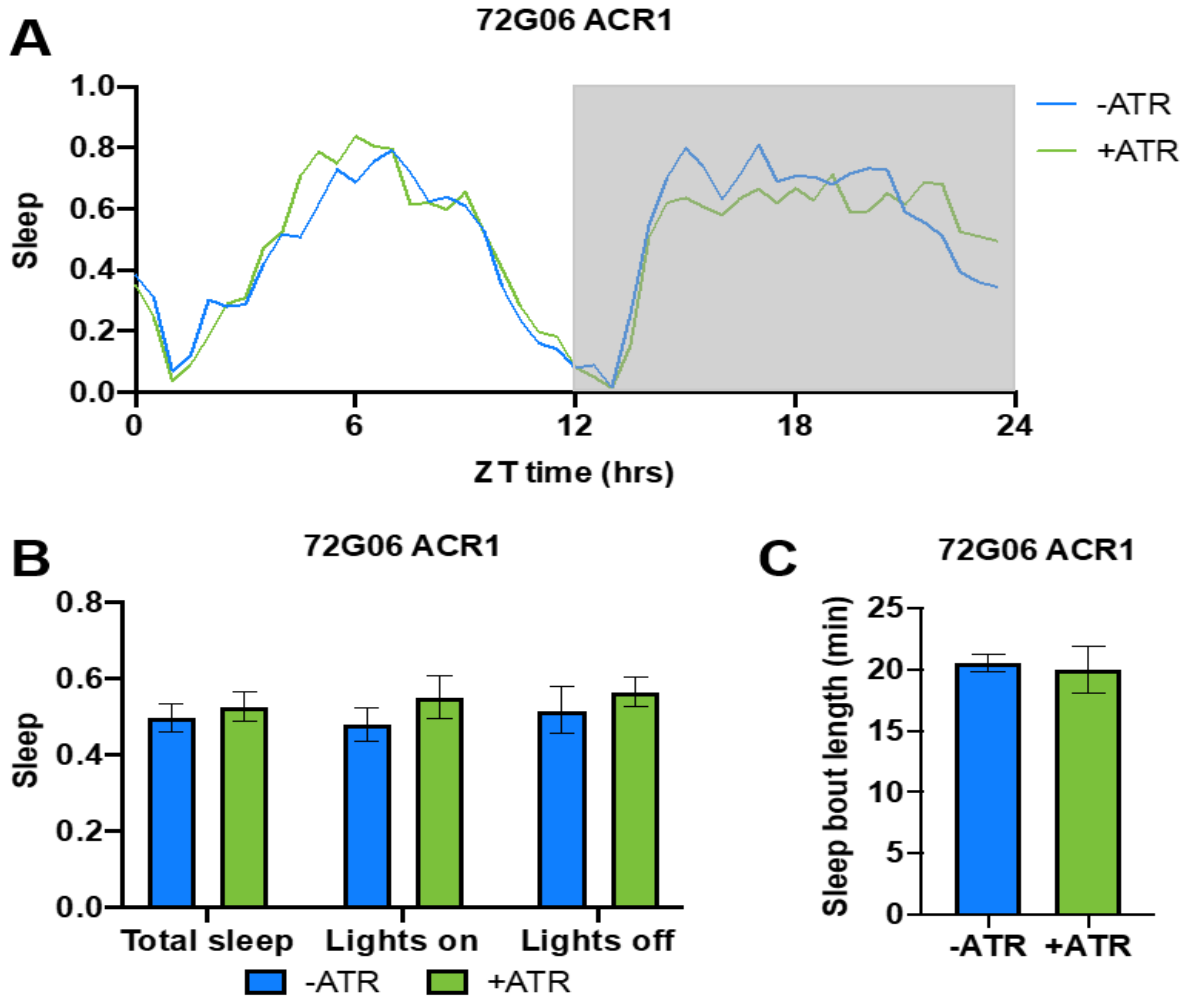 A
72G06 ACR1
1.0
0.8
0.6
0.4
0.2
0.0
Sleep
0 6 12 18 24
ZT time (hrs)
-ATR
+ATR
B
72G06 ACR1
0.8
0.6
0.4
0.2
0.0
Sleep
Total sleep Lights on Lights off
-ATR +ATR
C
72G06 ACR1
25
20
15
10
5
0
Sleep bout length (min)
-ATR +ATR